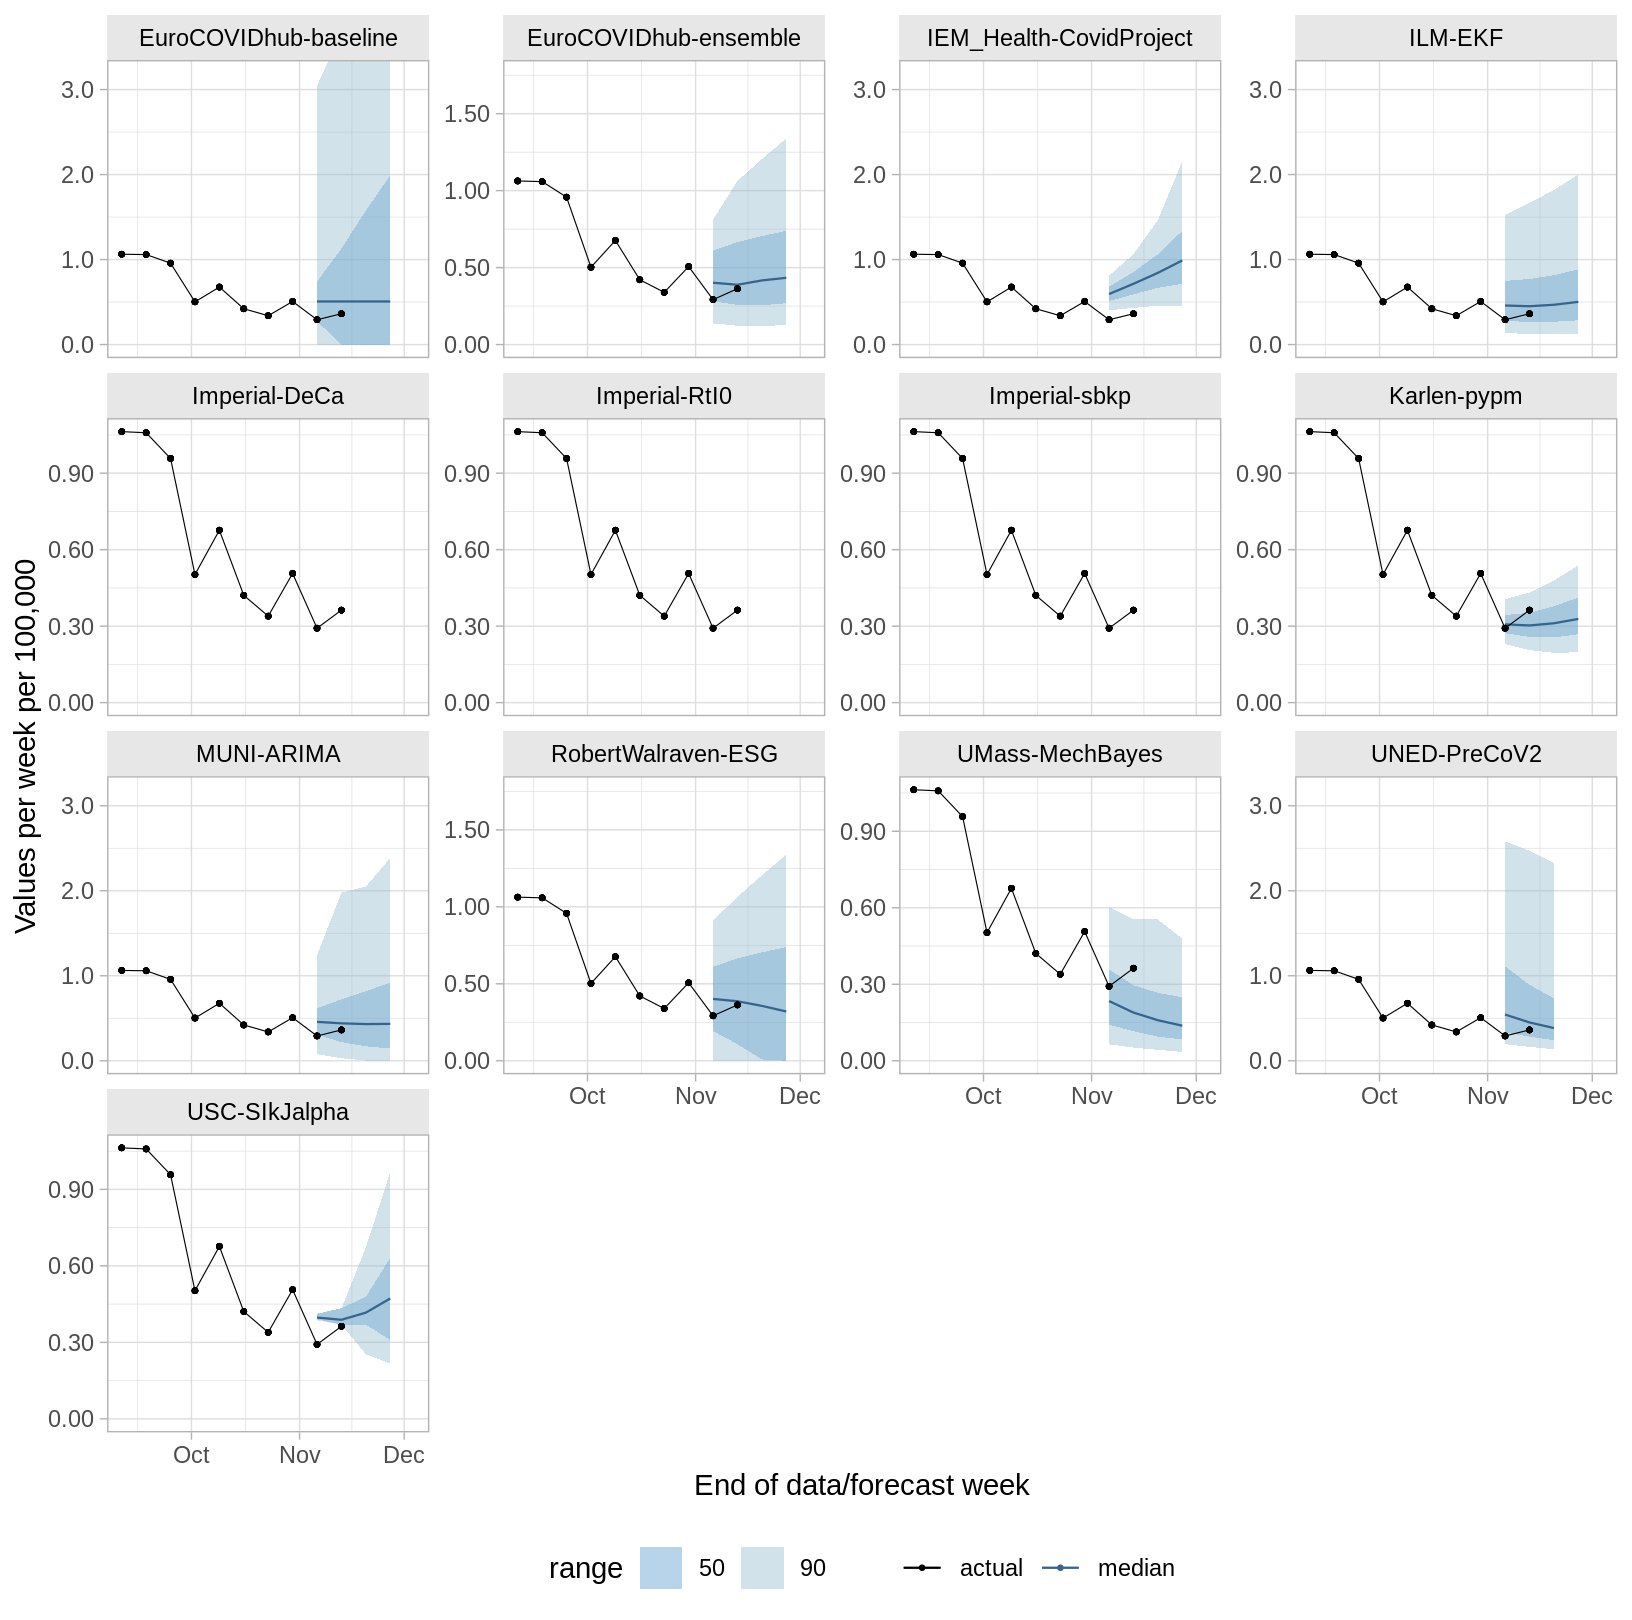 EuroCOVIDhub-baseline
EuroCOVIDhub-ensemble
IEM_Health-CovidProject
ILM-EKF
3.0
2.0
1.0
0.0
1.50
1.00
0.50
0.00
3.0
2.0
1.0
0.0
3.0
2.0
1.0
0.0
Imperial-DeCa
Imperial-RtI0
Imperial-sbkp
Karlen-pypm
0.90
0.60
0.30
0.00
0.90
0.60
0.30
0.00
0.90
0.60
0.30
0.00
0.90
0.60
0.30
0.00
Values per week per 100,000
MUNI-ARIMA
RobertWalraven-ESG
UMass-MechBayes
UNED-PreCoV2
3.0
2.0
1.0
0.0
1.50
1.00
0.50
0.00
0.90
0.60
0.30
0.00
3.0
2.0
1.0
0.0
Oct Nov Dec
Oct Nov Dec
Oct Nov Dec
USC-SIkJalpha
0.90
0.60
0.30
0.00
Oct Nov Dec
End of data/forecast week
range 50 90 actual median